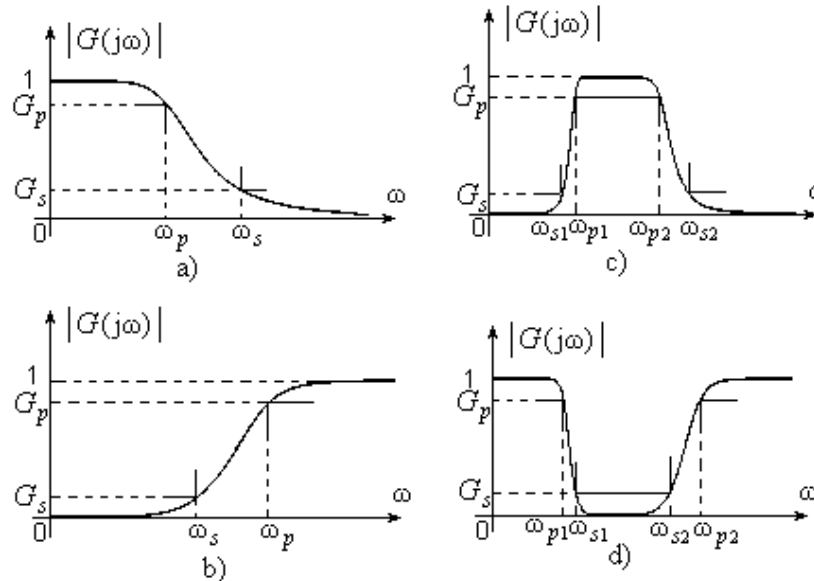 |G(jω)|
1
G_p
G_s
0
ω_p ω_s
ω
a)
|G(jω)|
1
G_p
G_s
0
ω_s1 ω_p1 ω_p2 ω_s2
c)
|G(jω)|
1
G_p
G_s
0
ω_s ω_p
ω
b)
|G(jω)|
1
G_p
G_s
0
ω_p1 ω_s1 ω_s2 ω_p2
ω
d)